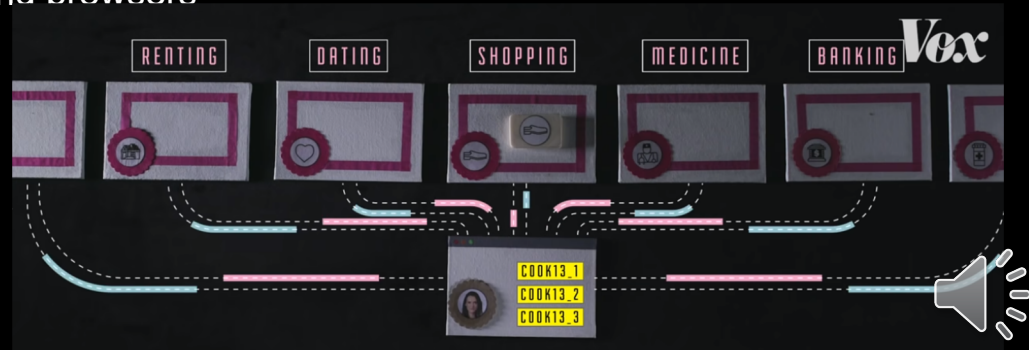 RENTING
DATING
SHOPPING
MEDICINE
BANKING
Vox
COOK13_1
COOK13_2
COOK13_3